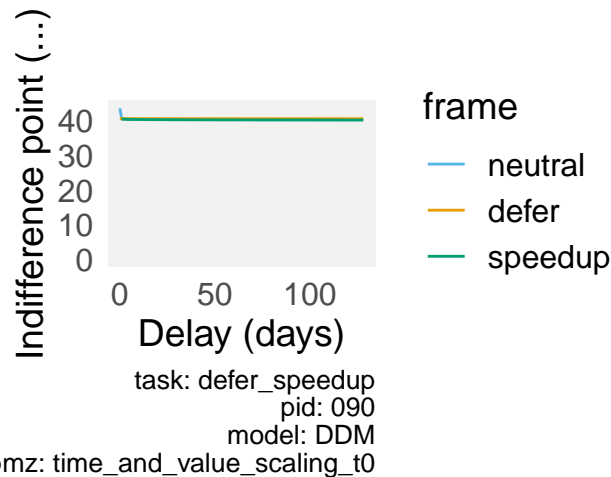 Indifference point (...)
40
30
20
10
0
0 50 100
Delay (days)
frame
neutral
defer
speedup
task: defer_speedup
pid: 090
model: DDM
omz: time_and_value_scaling_t0